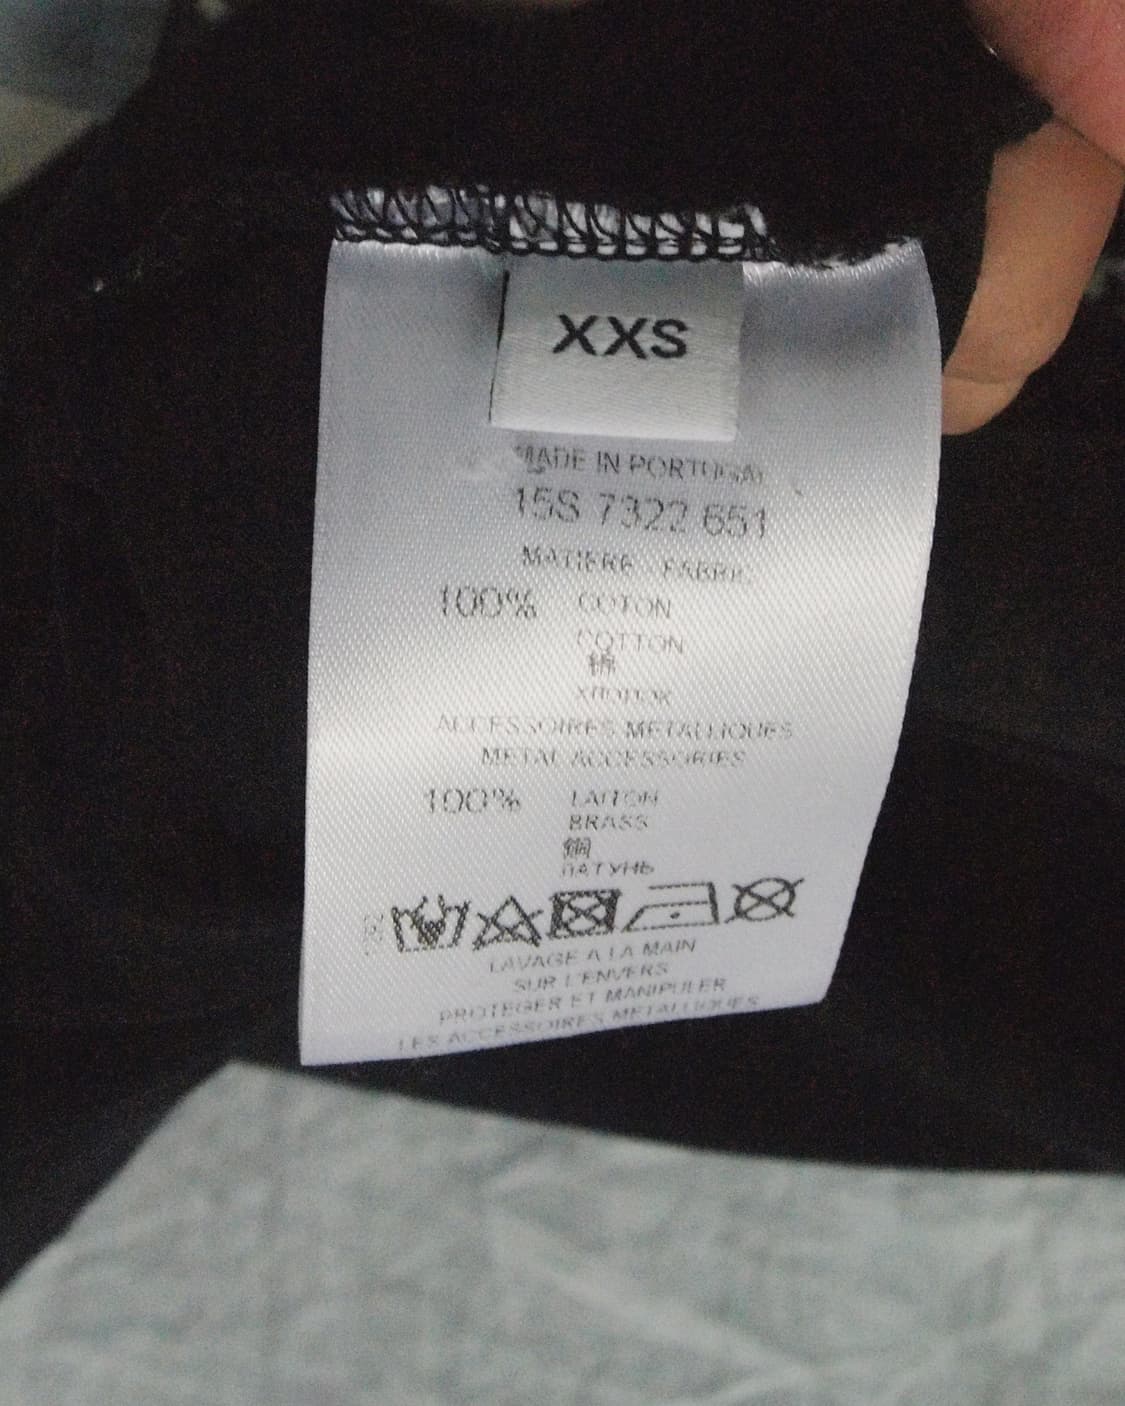 XXS
MADE IN PORTUGAL
15S 7322 651
MATIERE - FABRIC
100% COTON
COTTON
棉
ХЛОПОК
ACCESSOIRES METALLIQUES
METAL ACCESSORIES
100% LAITON
BRASS
銅
ЛАТУНЬ
LAVAGE A LA MAIN
SUR L'ENVERS
PROTEGER ET MANIPULER
LES ACCESSOIRES METALLIQUES